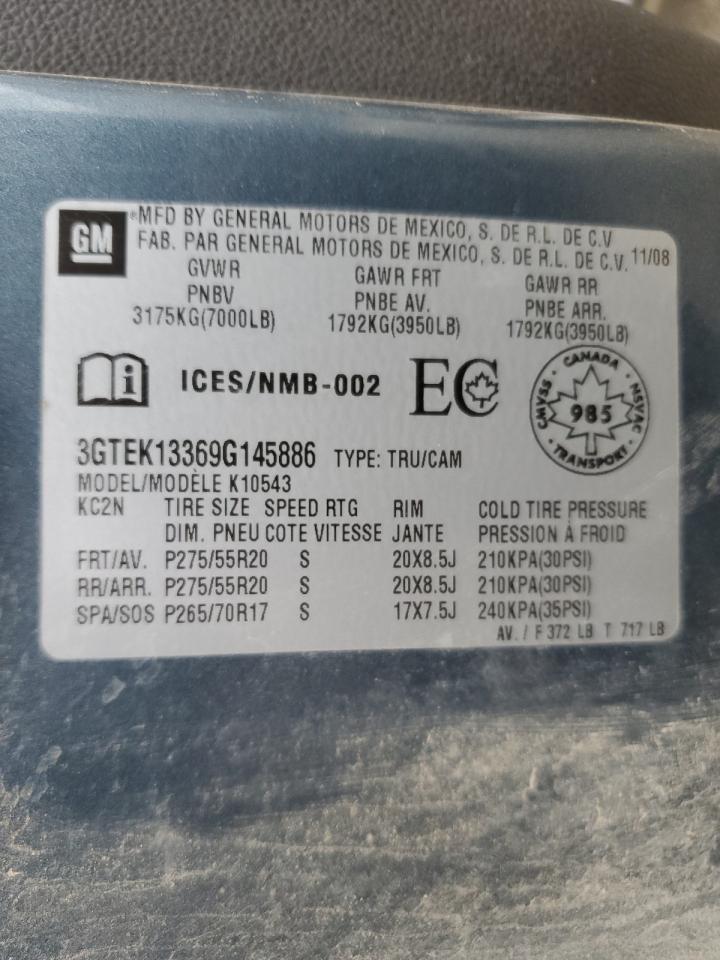 GM
®MFD BY GENERAL MOTORS DE MEXICO, S. DE R.L. DE C.V
FAB. PAR GENERAL MOTORS DE MEXICO, S. DE R.L. DE C.V. 11/08
GVWR GAWR FRT GAWR RR
PNBV PNBE AV. PNBE ARR.
3175KG(7000LB) 1792KG(3950LB) 1792KG(3950LB)
i ICES/NMB-002 EC CANADA CMVSS 985 NSVAC TRANSPORT
3GTEK13369G145886 TYPE: TRU/CAM
MODEL/MODÈLE K10543
KC2N TIRE SIZE SPEED RTG RIM COLD TIRE PRESSURE
DIM. PNEU COTE VITESSE JANTE PRESSION À FROID
FRT/AV. P275/55R20 S 20X8.5J 210KPA(30PSI)
RR/ARR. P275/55R20 S 20X8.5J 210KPA(30PSI)
SPA/SOS P265/70R17 S 17X7.5J 240KPA(35PSI)
AV. / F 372 LB T 717 LB